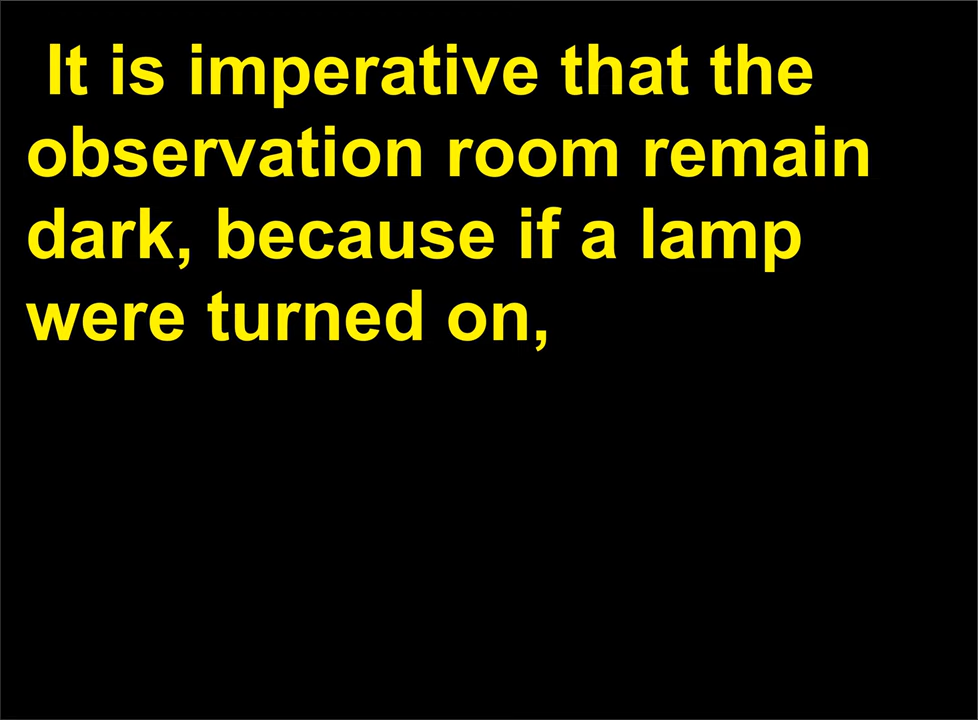 It is imperative that the
observation room remain
dark, because if a lamp
were turned on,